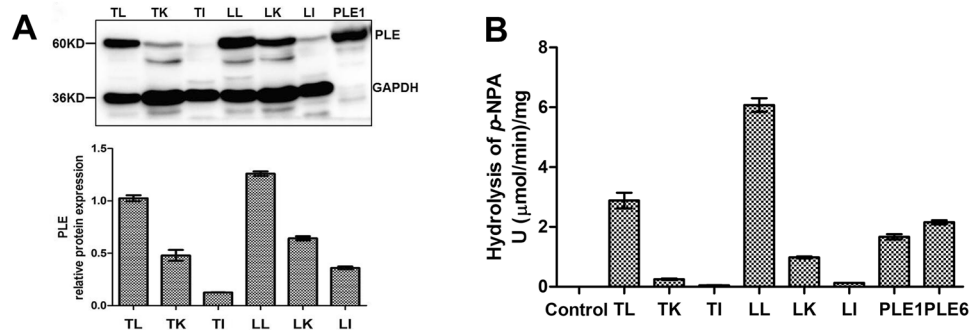 A
TL TK TI LL LK LI PLE1
60KD PLE
36KD GAPDH
PLE
relative protein expression
1.5
1.0
0.5
0.0
TL TK TI LL LK LI
B
Hydrolysis of p-NPA
U (μmol/min)/mg
8
6
4
2
0
Control TL TK TI LL LK LI PLE1 PLE6